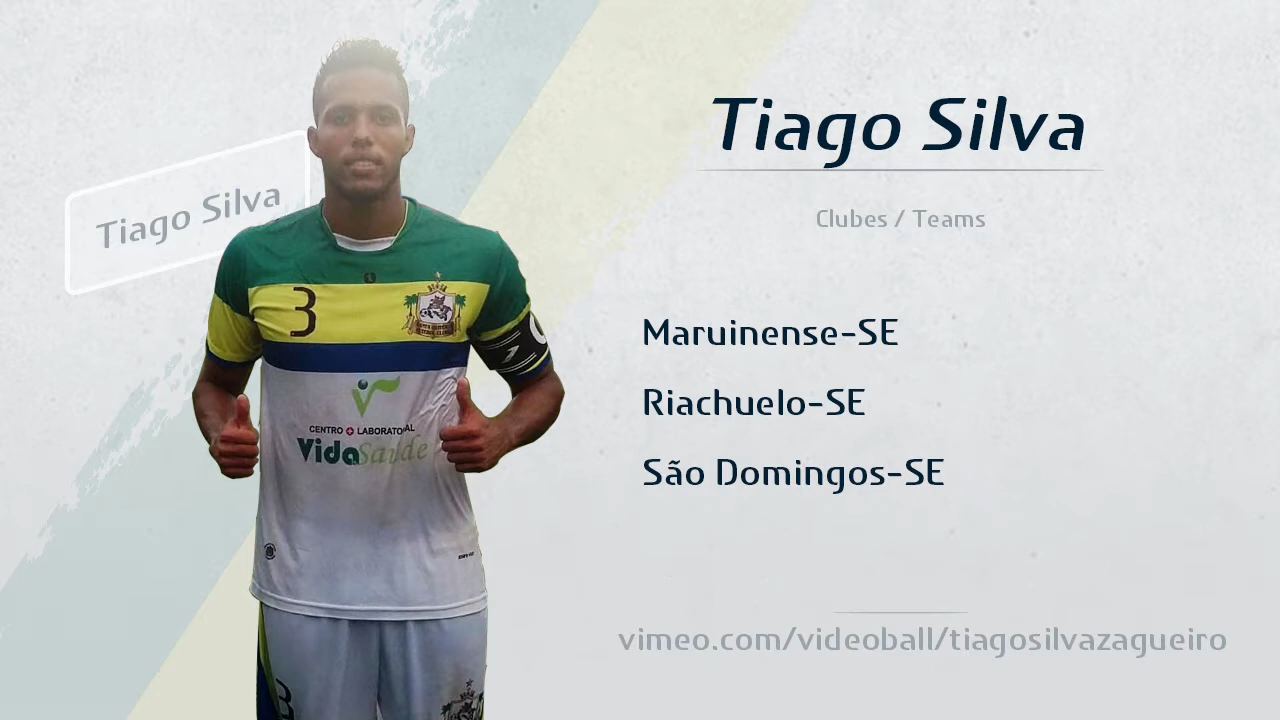 Tiago Silva
Clubes / Teams
Maruinense-SE
Riachuelo-SE
São Domingos-SE
vimeo.com/videoball/tiagosilvazagueiro
Tiago Silva
3
CENTRO LABORATORIAL
VidaSaúde
3